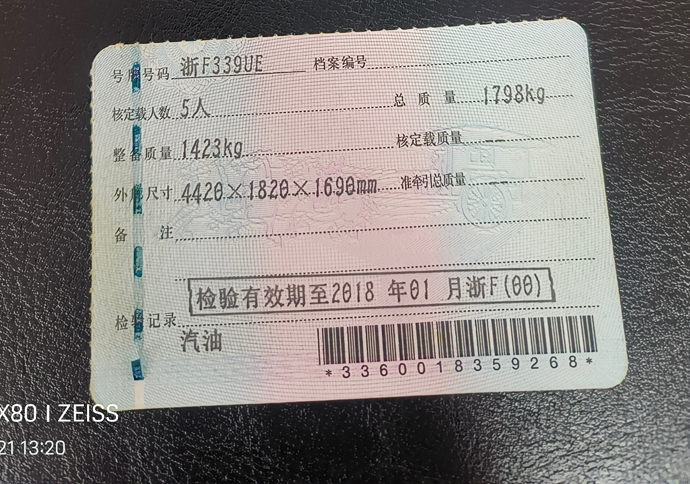 号牌号码 浙F339UE 档案编号
核定载人数 5人 总质量 1798kg
整备质量 1423kg 核定载质量 --
外廓尺寸 4420×1820×1690mm 准牵引总质量 --
备注
检验有效期至2018 年01 月浙F(00)
检验记录
汽油
*3360018359268*
X80 | ZEISS
21 13:20